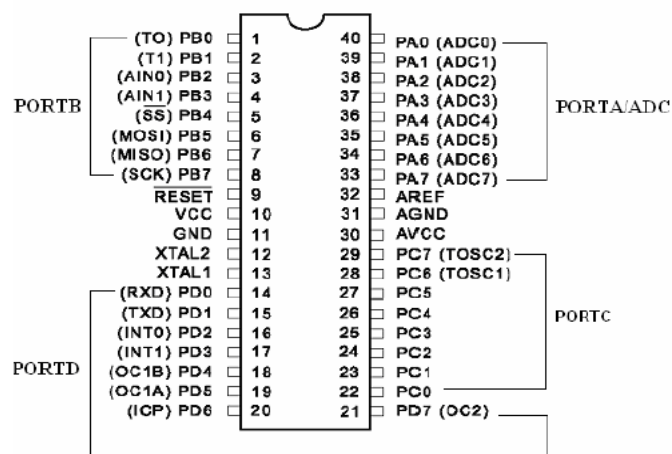 (TO) PB0 1 40 PA0 (ADC0)
(T1) PB1 2 39 PA1 (ADC1)
(AIN0) PB2 3 38 PA2 (ADC2)
(AIN1) PB3 4 37 PA3 (ADC3)
PORTB
PORTA/ADC
(SS) PB4 5 36 PA4 (ADC4)
(MOSI) PB5 6 35 PA5 (ADC5)
(MISO) PB6 7 34 PA6 (ADC6)
(SCK) PB7 8 33 PA7 (ADC7)
RESET 9 32 AREF
VCC 10 31 AGND
GND 11 30 AVCC
XTAL2 12 29 PC7 (TOSC2)
XTAL1 13 28 PC6 (TOSC1)
(RXD) PD0 14 27 PC5
(TXD) PD1 15 26 PC4
PORTC
(INT0) PD2 16 25 PC3
(INT1) PD3 17 24 PC2
PORTD
(OC1B) PD4 18 23 PC1
(OC1A) PD5 19 22 PC0
(ICP) PD6 20 21 PD7 (OC2)